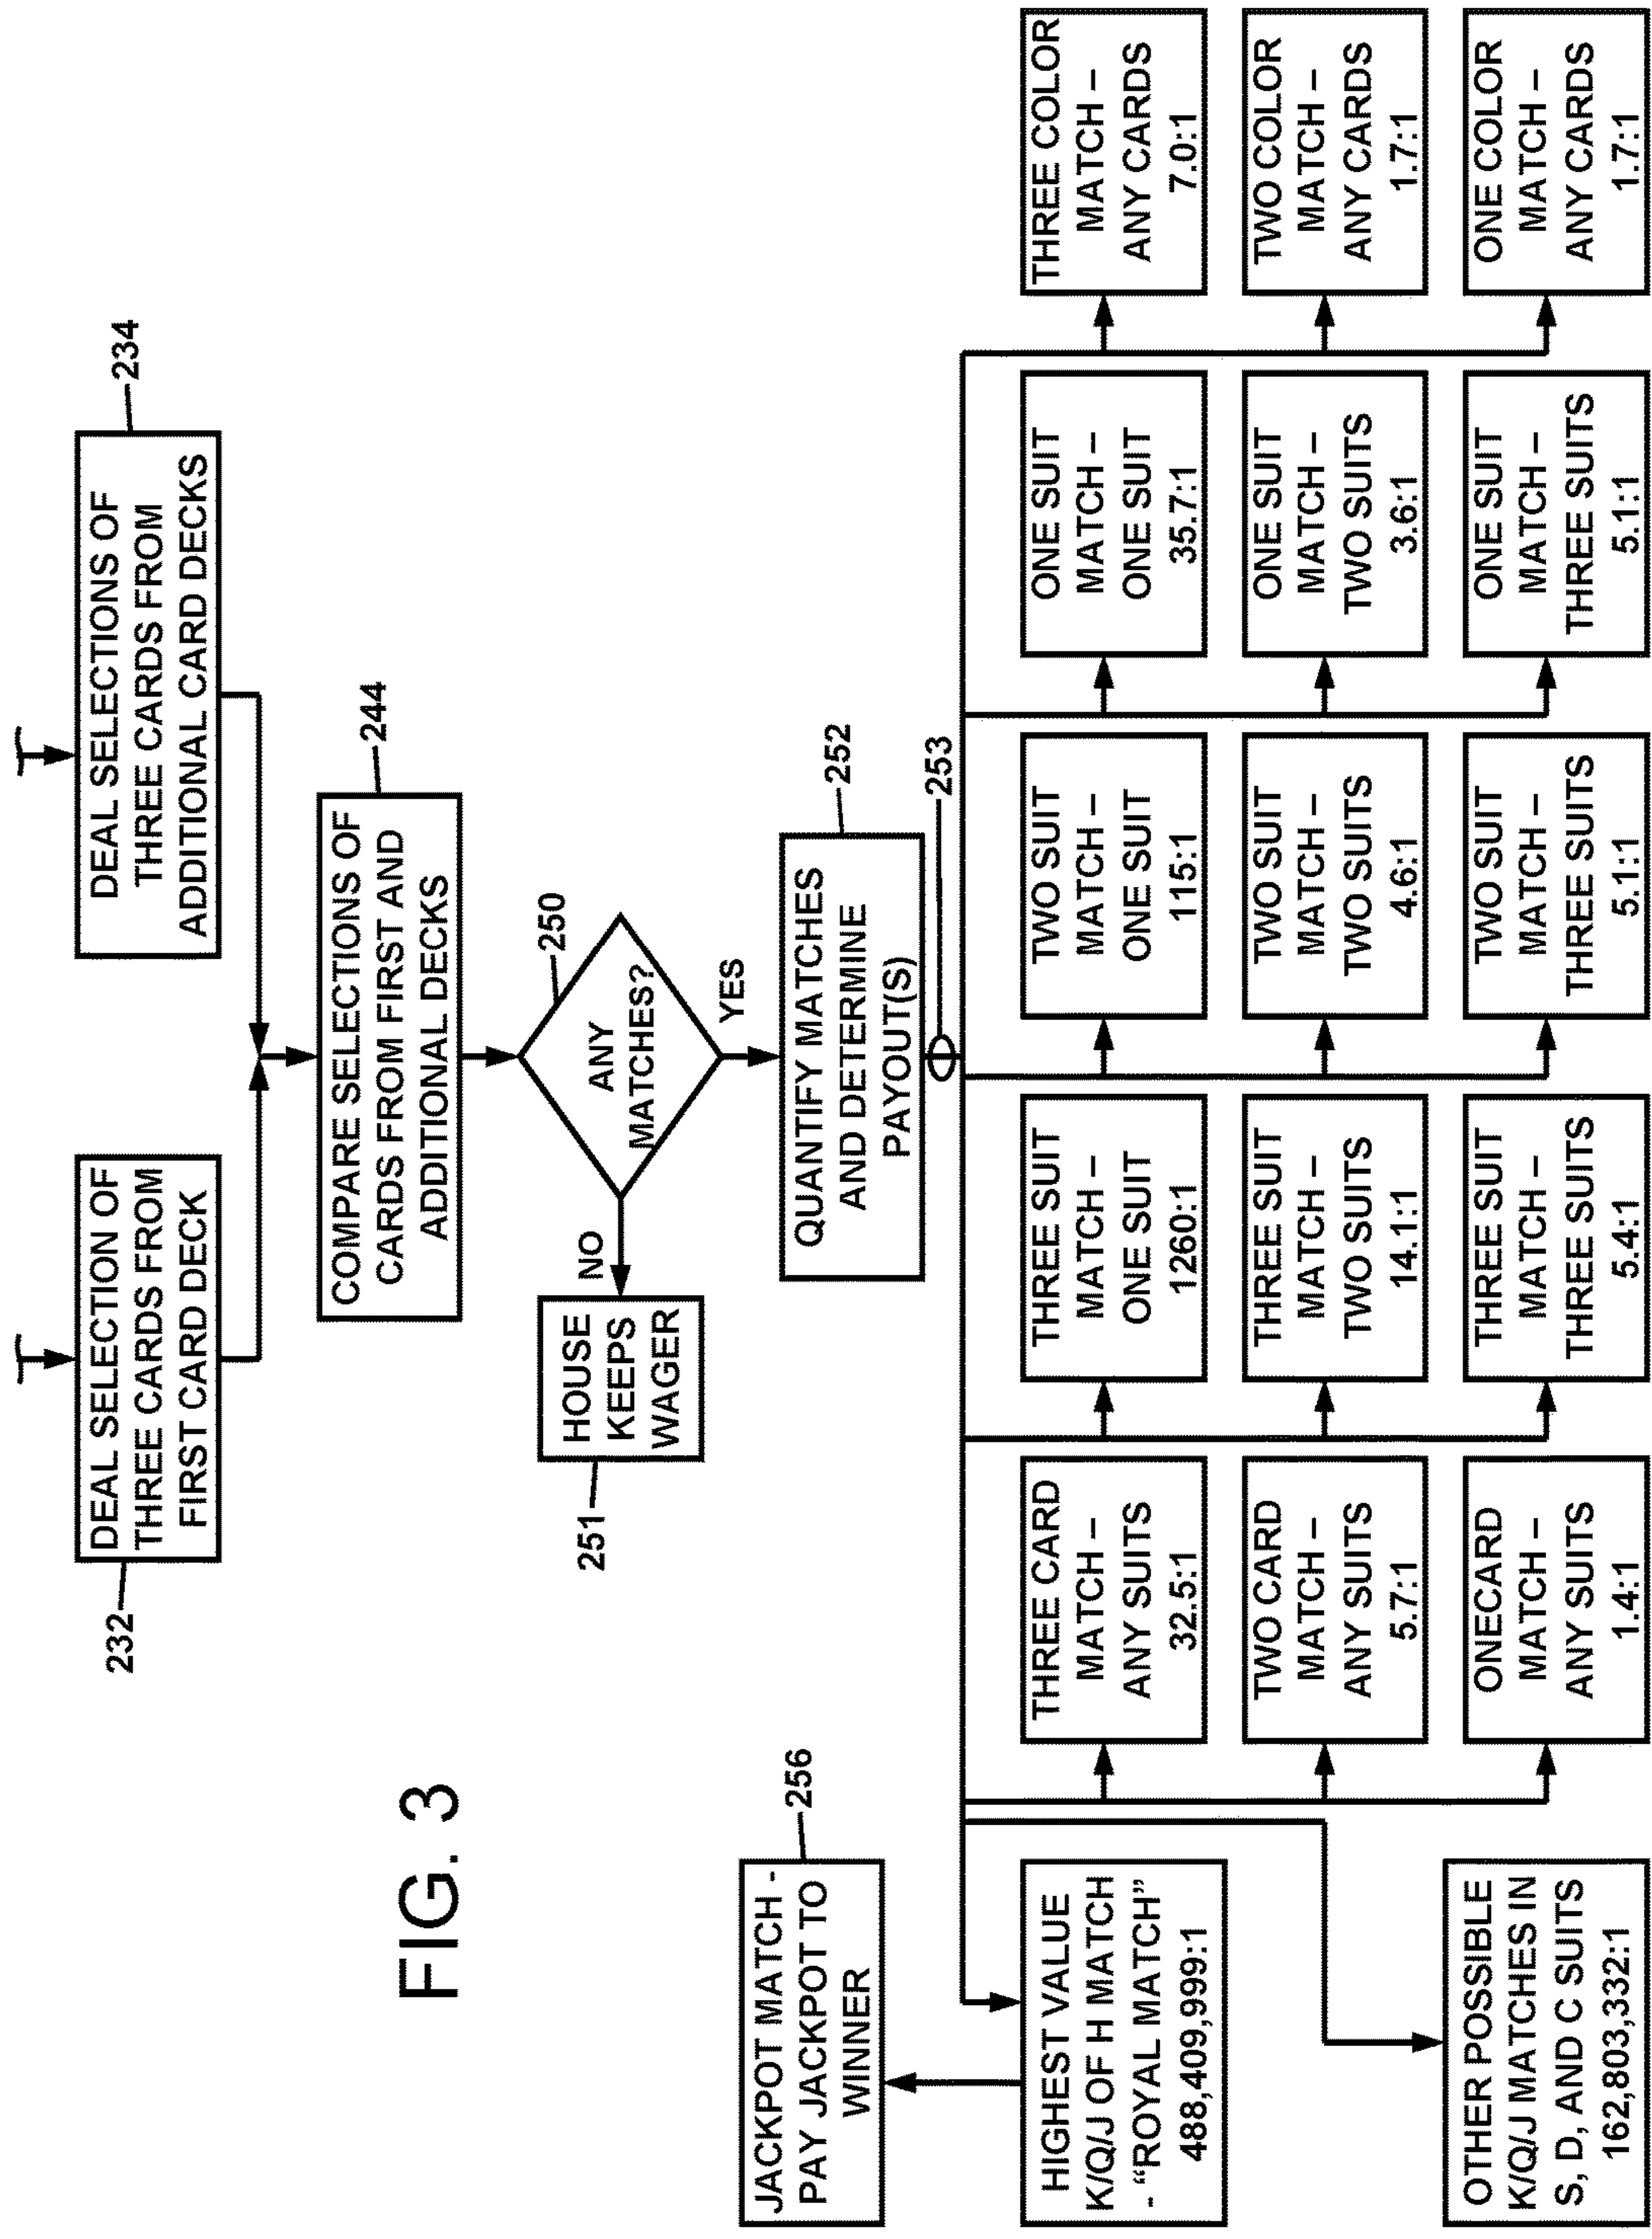 FIG. 3
DEAL SELECTION OF
THREE CARDS FROM
FIRST CARD DECK
232
DEAL SELECTIONS OF
THREE CARDS FROM
ADDITIONAL CARD DECKS
234
COMPARE SELECTIONS OF
CARDS FROM FIRST AND
ADDITIONAL DECKS
244
ANY
MATCHES?
250
NO
HOUSE
KEEPS
WAGER
251
YES
QUANTIFY MATCHES
AND DETERMINE
PAYOUT(S)
252
253
JACKPOT MATCH -
PAY JACKPOT TO
WINNER
256
HIGHEST VALUE
K/Q/J OF H MATCH
- “ROYAL MATCH”
488,409,999:1
OTHER POSSIBLE
K/Q/J MATCHES IN
S, D, AND C SUITS
162,803,332:1
THREE CARD
MATCH –
ANY SUITS
32.5:1
TWO CARD
MATCH –
ANY SUITS
5.7:1
ONECARD
MATCH –
ANY SUITS
1.4:1
THREE SUIT
MATCH –
ONE SUIT
1260:1
THREE SUIT
MATCH –
TWO SUITS
14.1:1
THREE SUIT
MATCH –
THREE SUITS
5.4:1
TWO SUIT
MATCH –
ONE SUIT
115:1
TWO SUIT
MATCH –
TWO SUITS
4.6:1
TWO SUIT
MATCH –
THREE SUITS
5.1:1
ONE SUIT
MATCH –
ONE SUIT
35.7:1
ONE SUIT
MATCH –
TWO SUITS
3.6:1
ONE SUIT
MATCH –
THREE SUITS
5.1:1
THREE COLOR
MATCH –
ANY CARDS
7.0:1
TWO COLOR
MATCH –
ANY CARDS
1.7:1
ONE COLOR
MATCH –
ANY CARDS
1.7:1